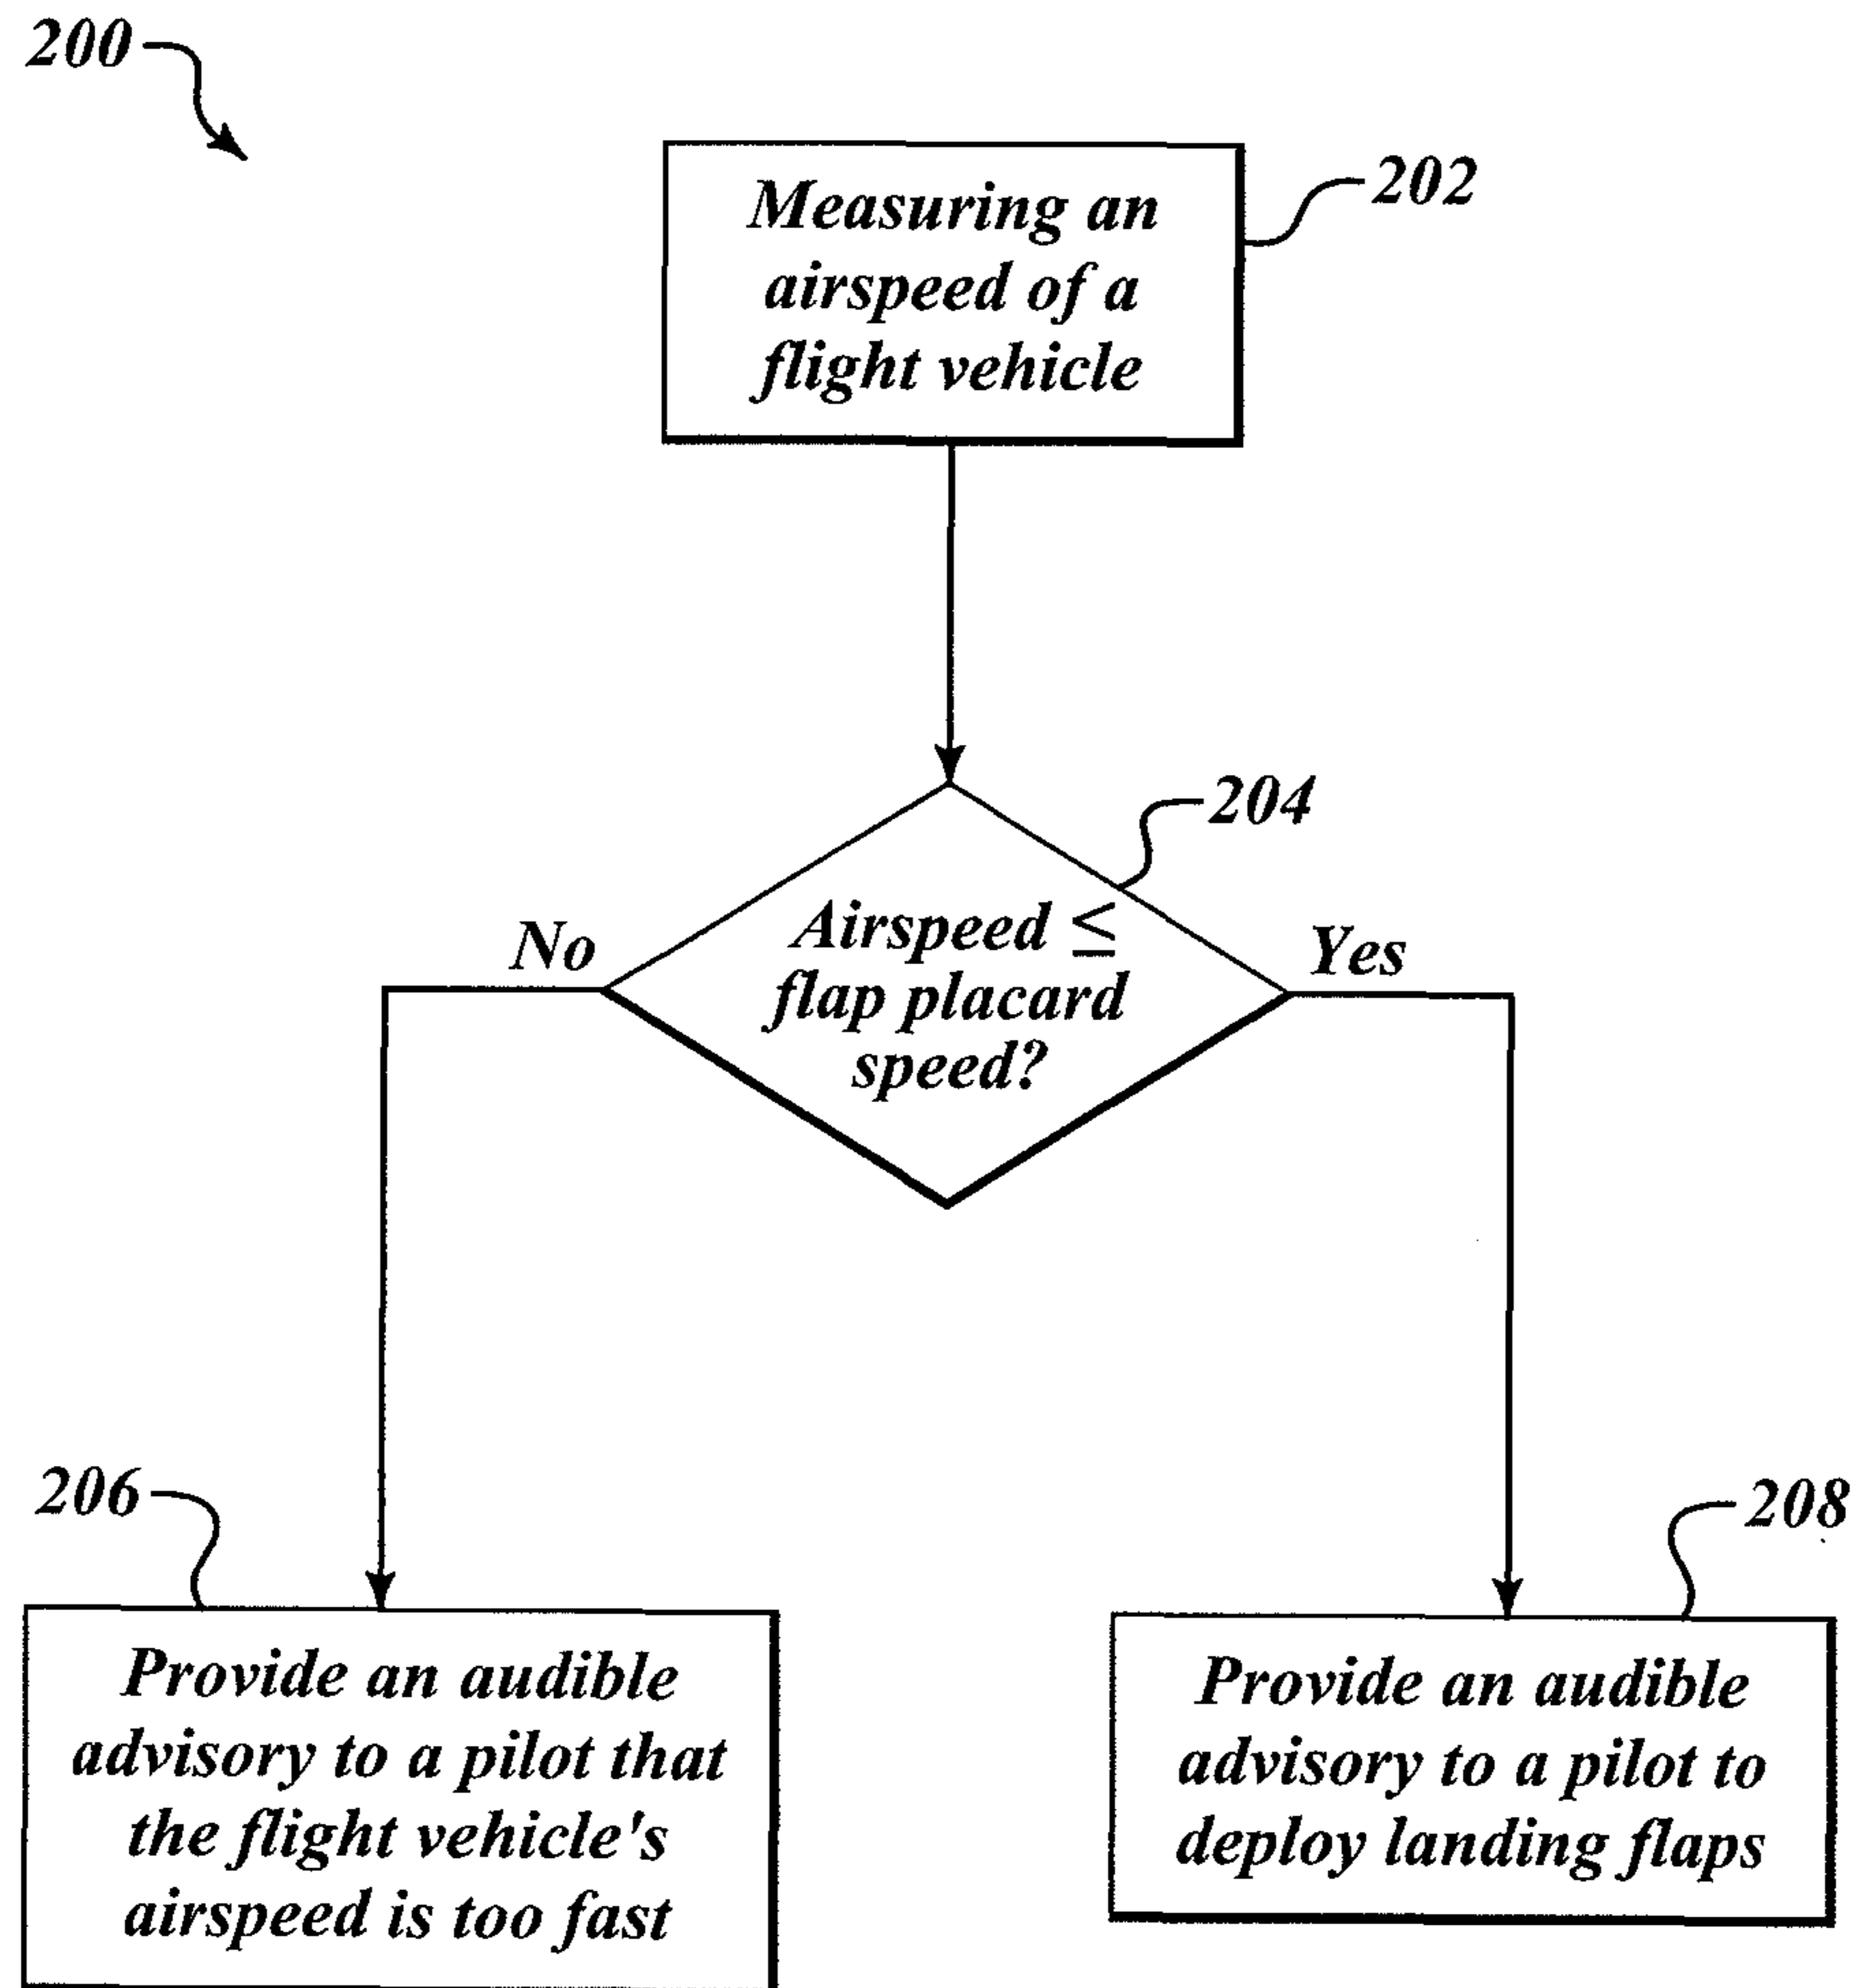 200
Measuring an
airspeed of a
flight vehicle
202
204
Airspeed ≤
flap placard
speed?
No
Yes
206
Provide an audible
advisory to a pilot that
the flight vehicle's
airspeed is too fast
208
Provide an audible
advisory to a pilot to
deploy landing flaps